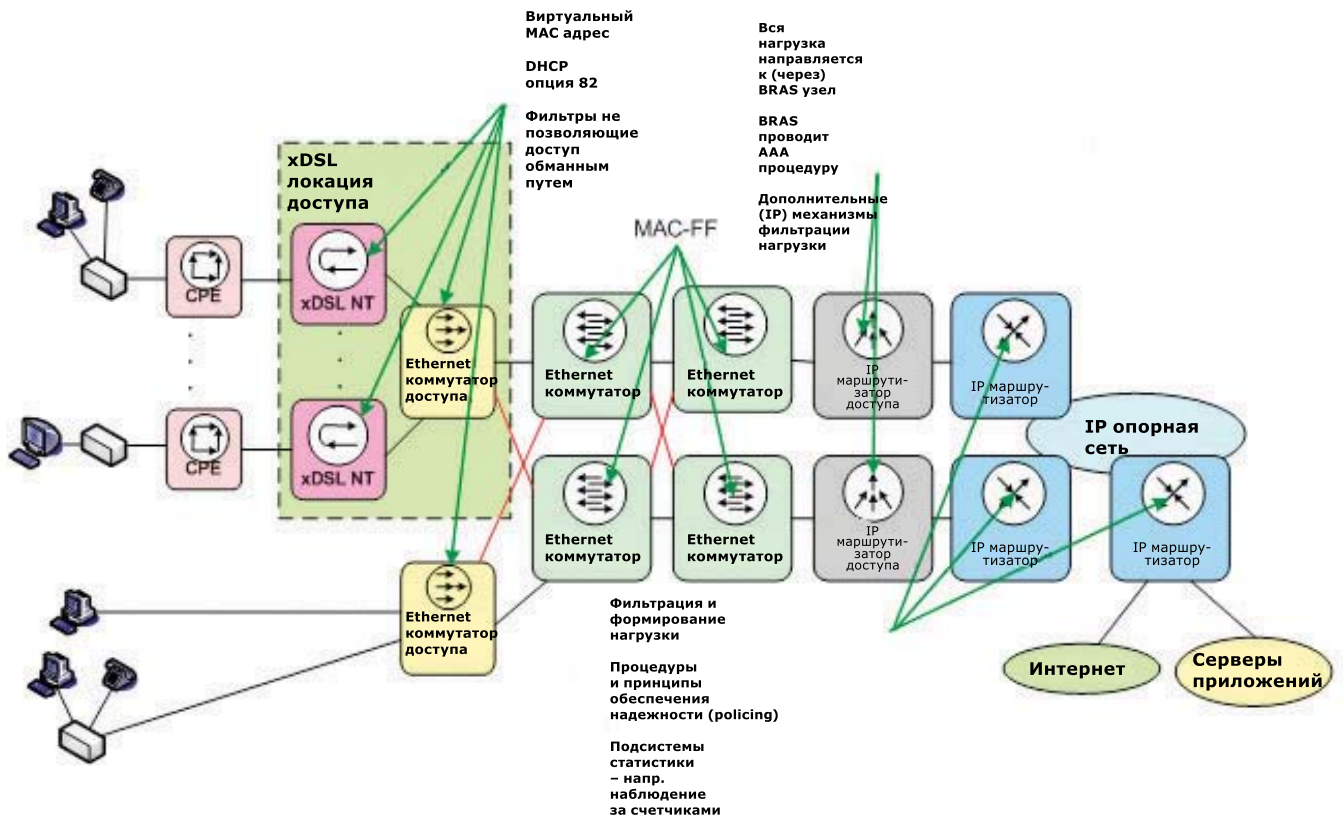 Виртуальный
MAC адрес
DHCP
опция 82
Фильтры не
позволяющие
доступ
обманным
путем
Вся
нагрузка
направляется
к (через)
BRAS узел
BRAS
проводит
AAA
процедуру
Дополнительные
(IP) механизмы
фильтрации
нагрузки
MAC-FF
xDSL
локация
доступа
CPE
xDSL NT
Ethernet
коммутатор
доступа
Ethernet
коммутатор
Ethernet
коммутатор
IP
маршрути-
затор
доступа
IP маршру-
тизатор
CPE
xDSL NT
IP опорная
сеть
Ethernet
коммутатор
Ethernet
коммутатор
IP
маршрути-
затор
доступа
IP маршру-
тизатор
IP маршру-
тизатор
Ethernet
коммутатор
доступа
Фильтрация и
формирование
нагрузки
Процедуры
и принципы
обеспечения
надежности (policing)
Подсистемы
статистики
– напр.
наблюдение
за счетчиками
Интернет
Серверы
приложений